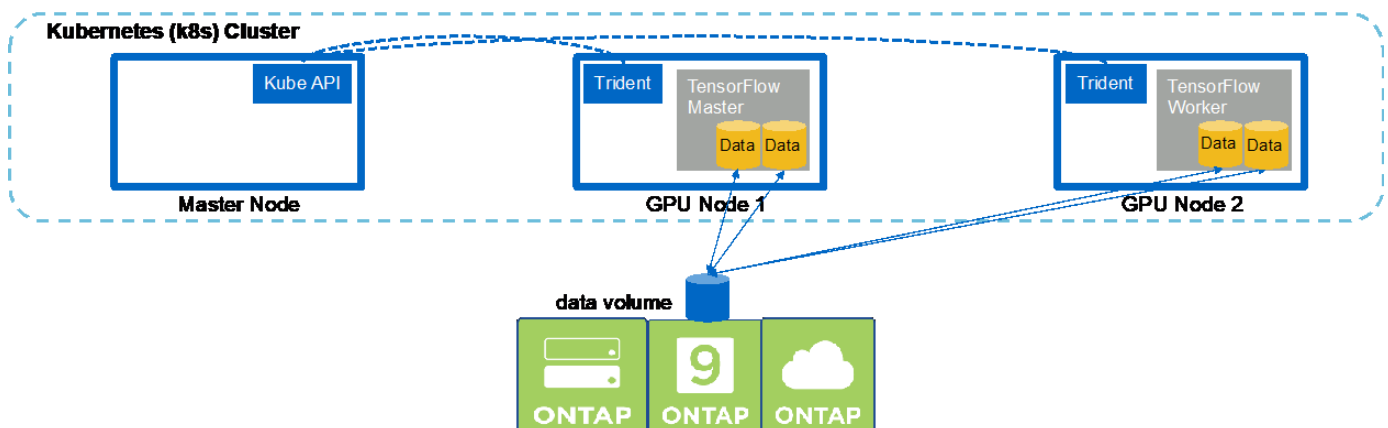 Kubernetes (k8s) Cluster
Kube API
Master Node
Trident
TensorFlow
Master
Data
Data
GPU Node 1
Trident
TensorFlow
Worker
Data
Data
GPU Node 2
data volume
ONTAP
9
ONTAP
ONTAP